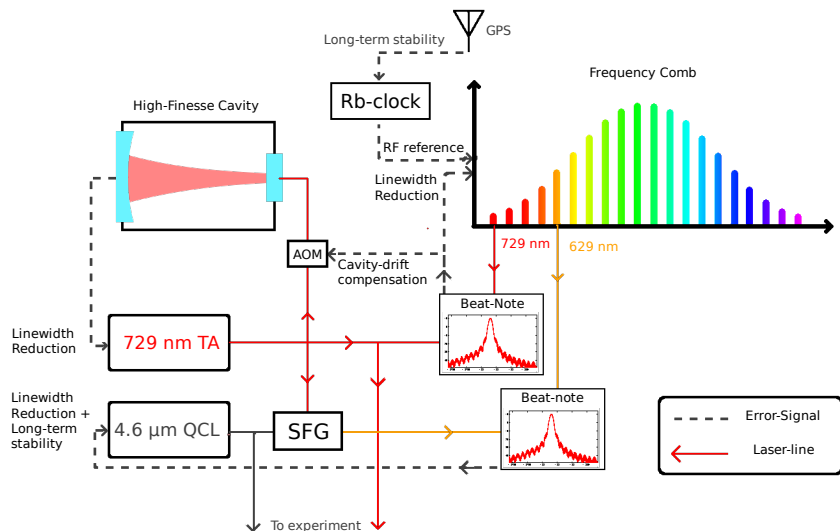 GPS
Long-term stability
Frequency Comb
Rb-clock
High-Finesse Cavity
RF reference
Linewidth
Reduction
729 nm
629 nm
AOM
Cavity-drift
compensation
Beat-Note
Linewidth
Reduction
729 nm TA
Beat-note
Linewidth
Reduction +
Long-term
stability
4.6 µm QCL
SFG
Error-Signal
Laser-line
To experiment